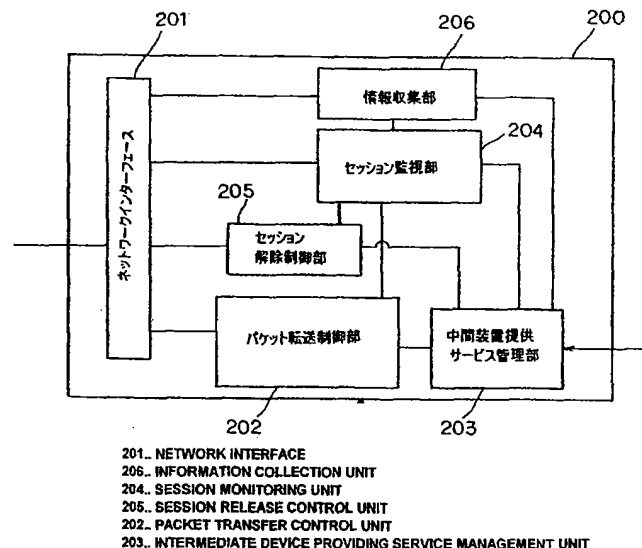 201
206
200
情報収集部
204
セッション監視部
ネットワークインターフェース
205
セッション
解除制御部
パケット転送制御部
中間装置提供
サービス管理部
202
203
201.. NETWORK INTERFACE
206.. INFORMATION COLLECTION UNIT
204.. SESSION MONITORING UNIT
205.. SESSION RELEASE CONTROL UNIT
202.. PACKET TRANSFER CONTROL UNIT
203.. INTERMEDIATE DEVICE PROVIDING SERVICE MANAGEMENT UNIT